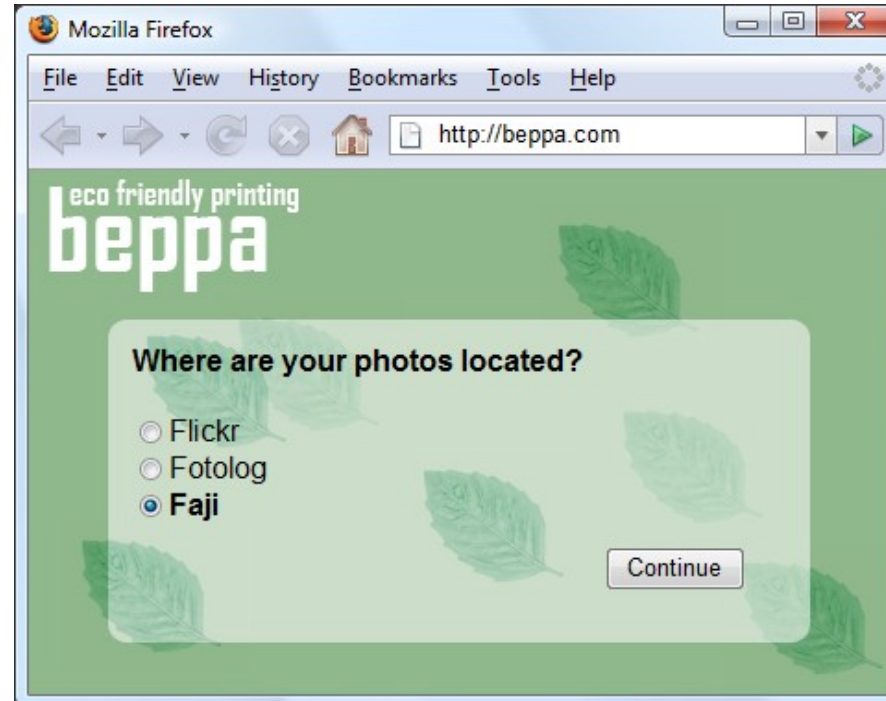 Mozilla Firefox
File Edit View History Bookmarks Tools Help
http://beppa.com
eco friendly printing
beppa
Where are your photos located?
Flickr
Fotolog
Faji
Continue